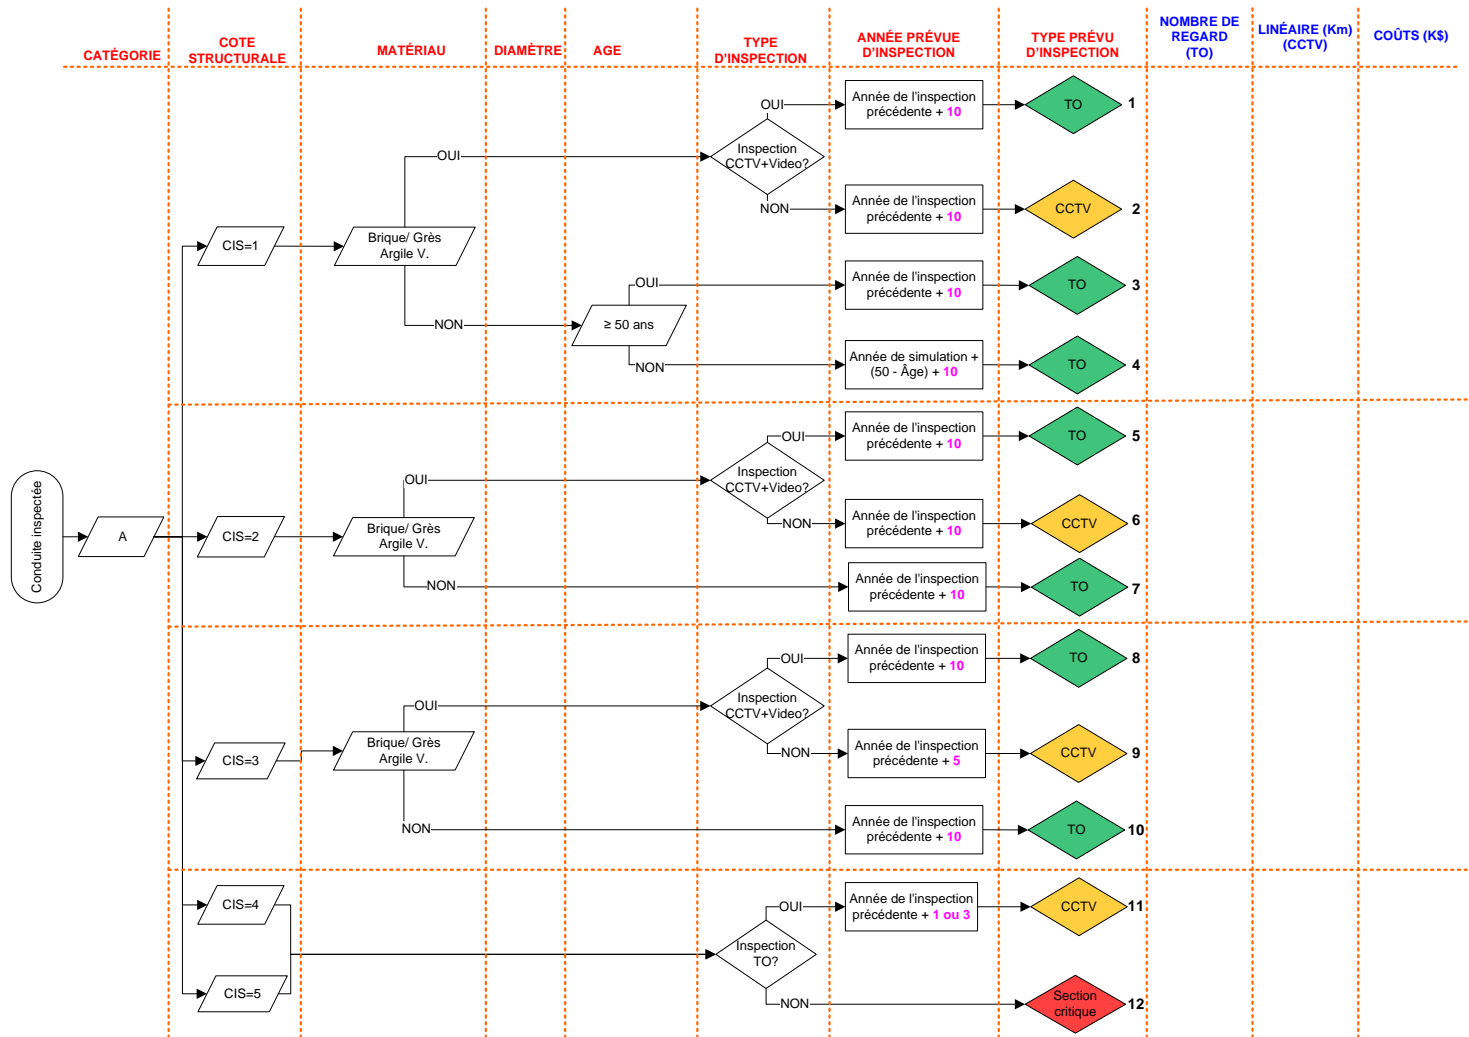 CATÉGORIE
COTE
STRUCTURALE
MATÉRIAU
DIAMÈTRE
AGE
TYPE
D'INSPECTION
ANNÉE PRÉVUE
D'INSPECTION
TYPE PRÉVU
D'INSPECTION
NOMBRE DE
REGARD
(TO)
LINÉAIRE (Km)
(CCTV)
COÛTS (K$)
Conduite inspectée
A
CIS=1
Brique/ Grès
Argile V.
OUI
Inspection
CCTV+Video?
OUI
Année de l'inspection
précédente + 10
TO
1
NON
Année de l'inspection
précédente + 10
CCTV
2
NON
≥ 50 ans
OUI
Année de l'inspection
précédente + 10
TO
3
NON
Année de simulation +
(50 - Âge) + 10
TO
4
CIS=2
Brique/ Grès
Argile V.
OUI
Inspection
CCTV+Video?
OUI
Année de l'inspection
précédente + 10
TO
5
NON
Année de l'inspection
précédente + 10
CCTV
6
NON
Année de l'inspection
précédente + 10
TO
7
CIS=3
Brique/ Grès
Argile V.
OUI
Inspection
CCTV+Video?
OUI
Année de l'inspection
précédente + 10
TO
8
NON
Année de l'inspection
précédente + 5
CCTV
9
NON
Année de l'inspection
précédente + 10
TO
10
CIS=4
CIS=5
Inspection
TO?
OUI
Année de l'inspection
précédente + 1 ou 3
CCTV
11
NON
Section
critique
12